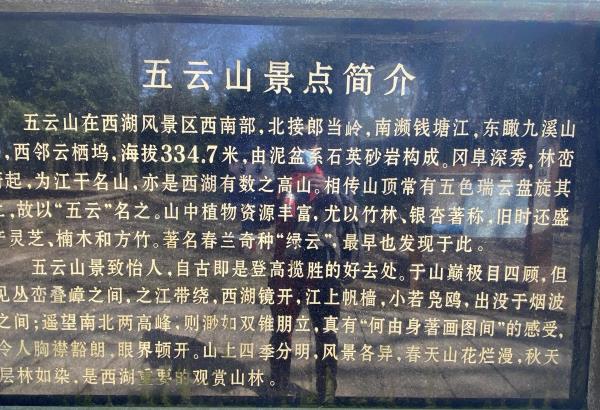 五云山景点简介
五云山在西湖风景区西南部，北接郎当岭，南濒钱塘江，东瞰九溪山
，西邻云栖坞，海拔334.7米，由泥盆系石英砂岩构成。冈阜深秀，林峦
起，为江干名山，亦是西湖有数之高山。相传山顶常有五色瑞云盘旋其
，故以“五云”名之。山中植物资源丰富，尤以竹林、银杏著称，旧时还盛
产灵芝、楠木和方竹。著名春兰奇种“绿云”，最早也发现于此。
五云山景致怡人，自古即是登高揽胜的好去处。于山巅极目四顾，但
见丛峦叠嶂之间，之江带绕，西湖镜开，江上帆樯，小若凫鸥，出没于烟波
之间；遥望南北两高峰，则渺如双锥朋立，真有“何由身著画图间”的感受，
令人胸襟豁朗，眼界顿开。山上四季分明，风景各异，春天山花烂漫，秋天
层林如染，是西湖重要的观赏山林。